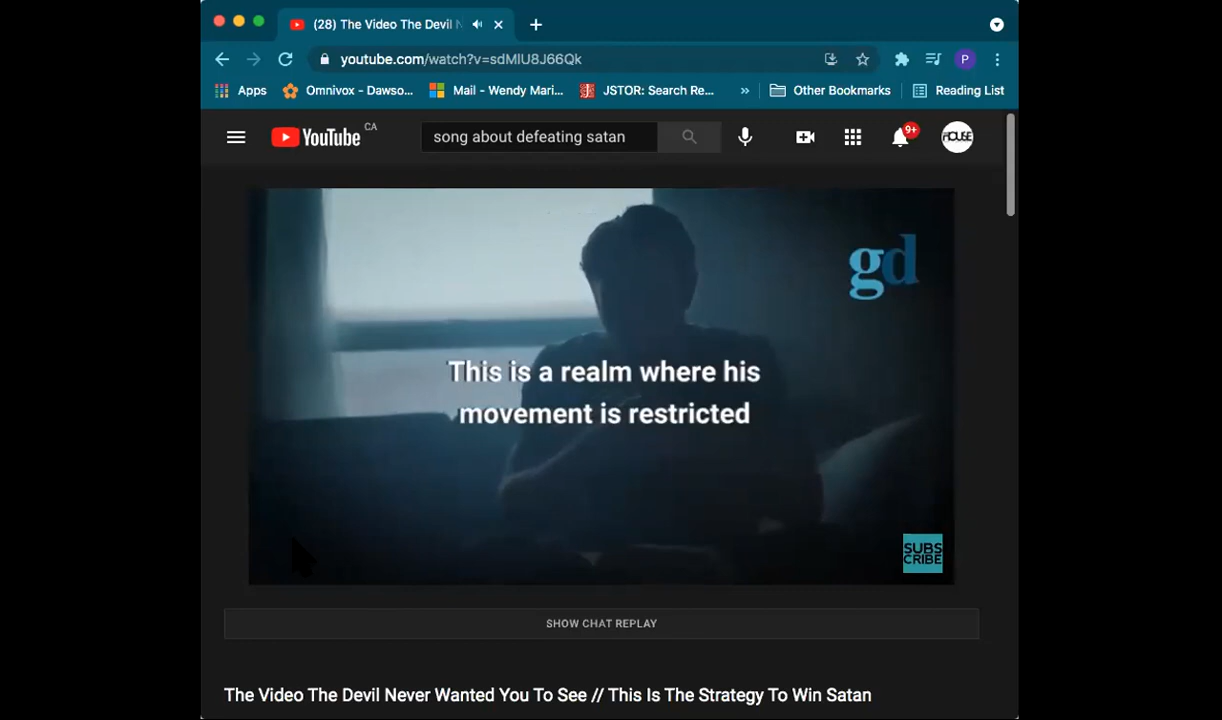 (28) The Video The Devil N
youtube.com/watch?v=sdMlU8J66Qk
Apps Omnivox - Dawso... Mail - Wendy Mari... JSTOR: Search Re... » Other Bookmarks Reading List
YouTube CA song about defeating satan 9+ HOUSE
P
gd
This is a realm where his
movement is restricted
SUBS
CRIBE
SHOW CHAT REPLAY
The Video The Devil Never Wanted You To See // This Is The Strategy To Win Satan